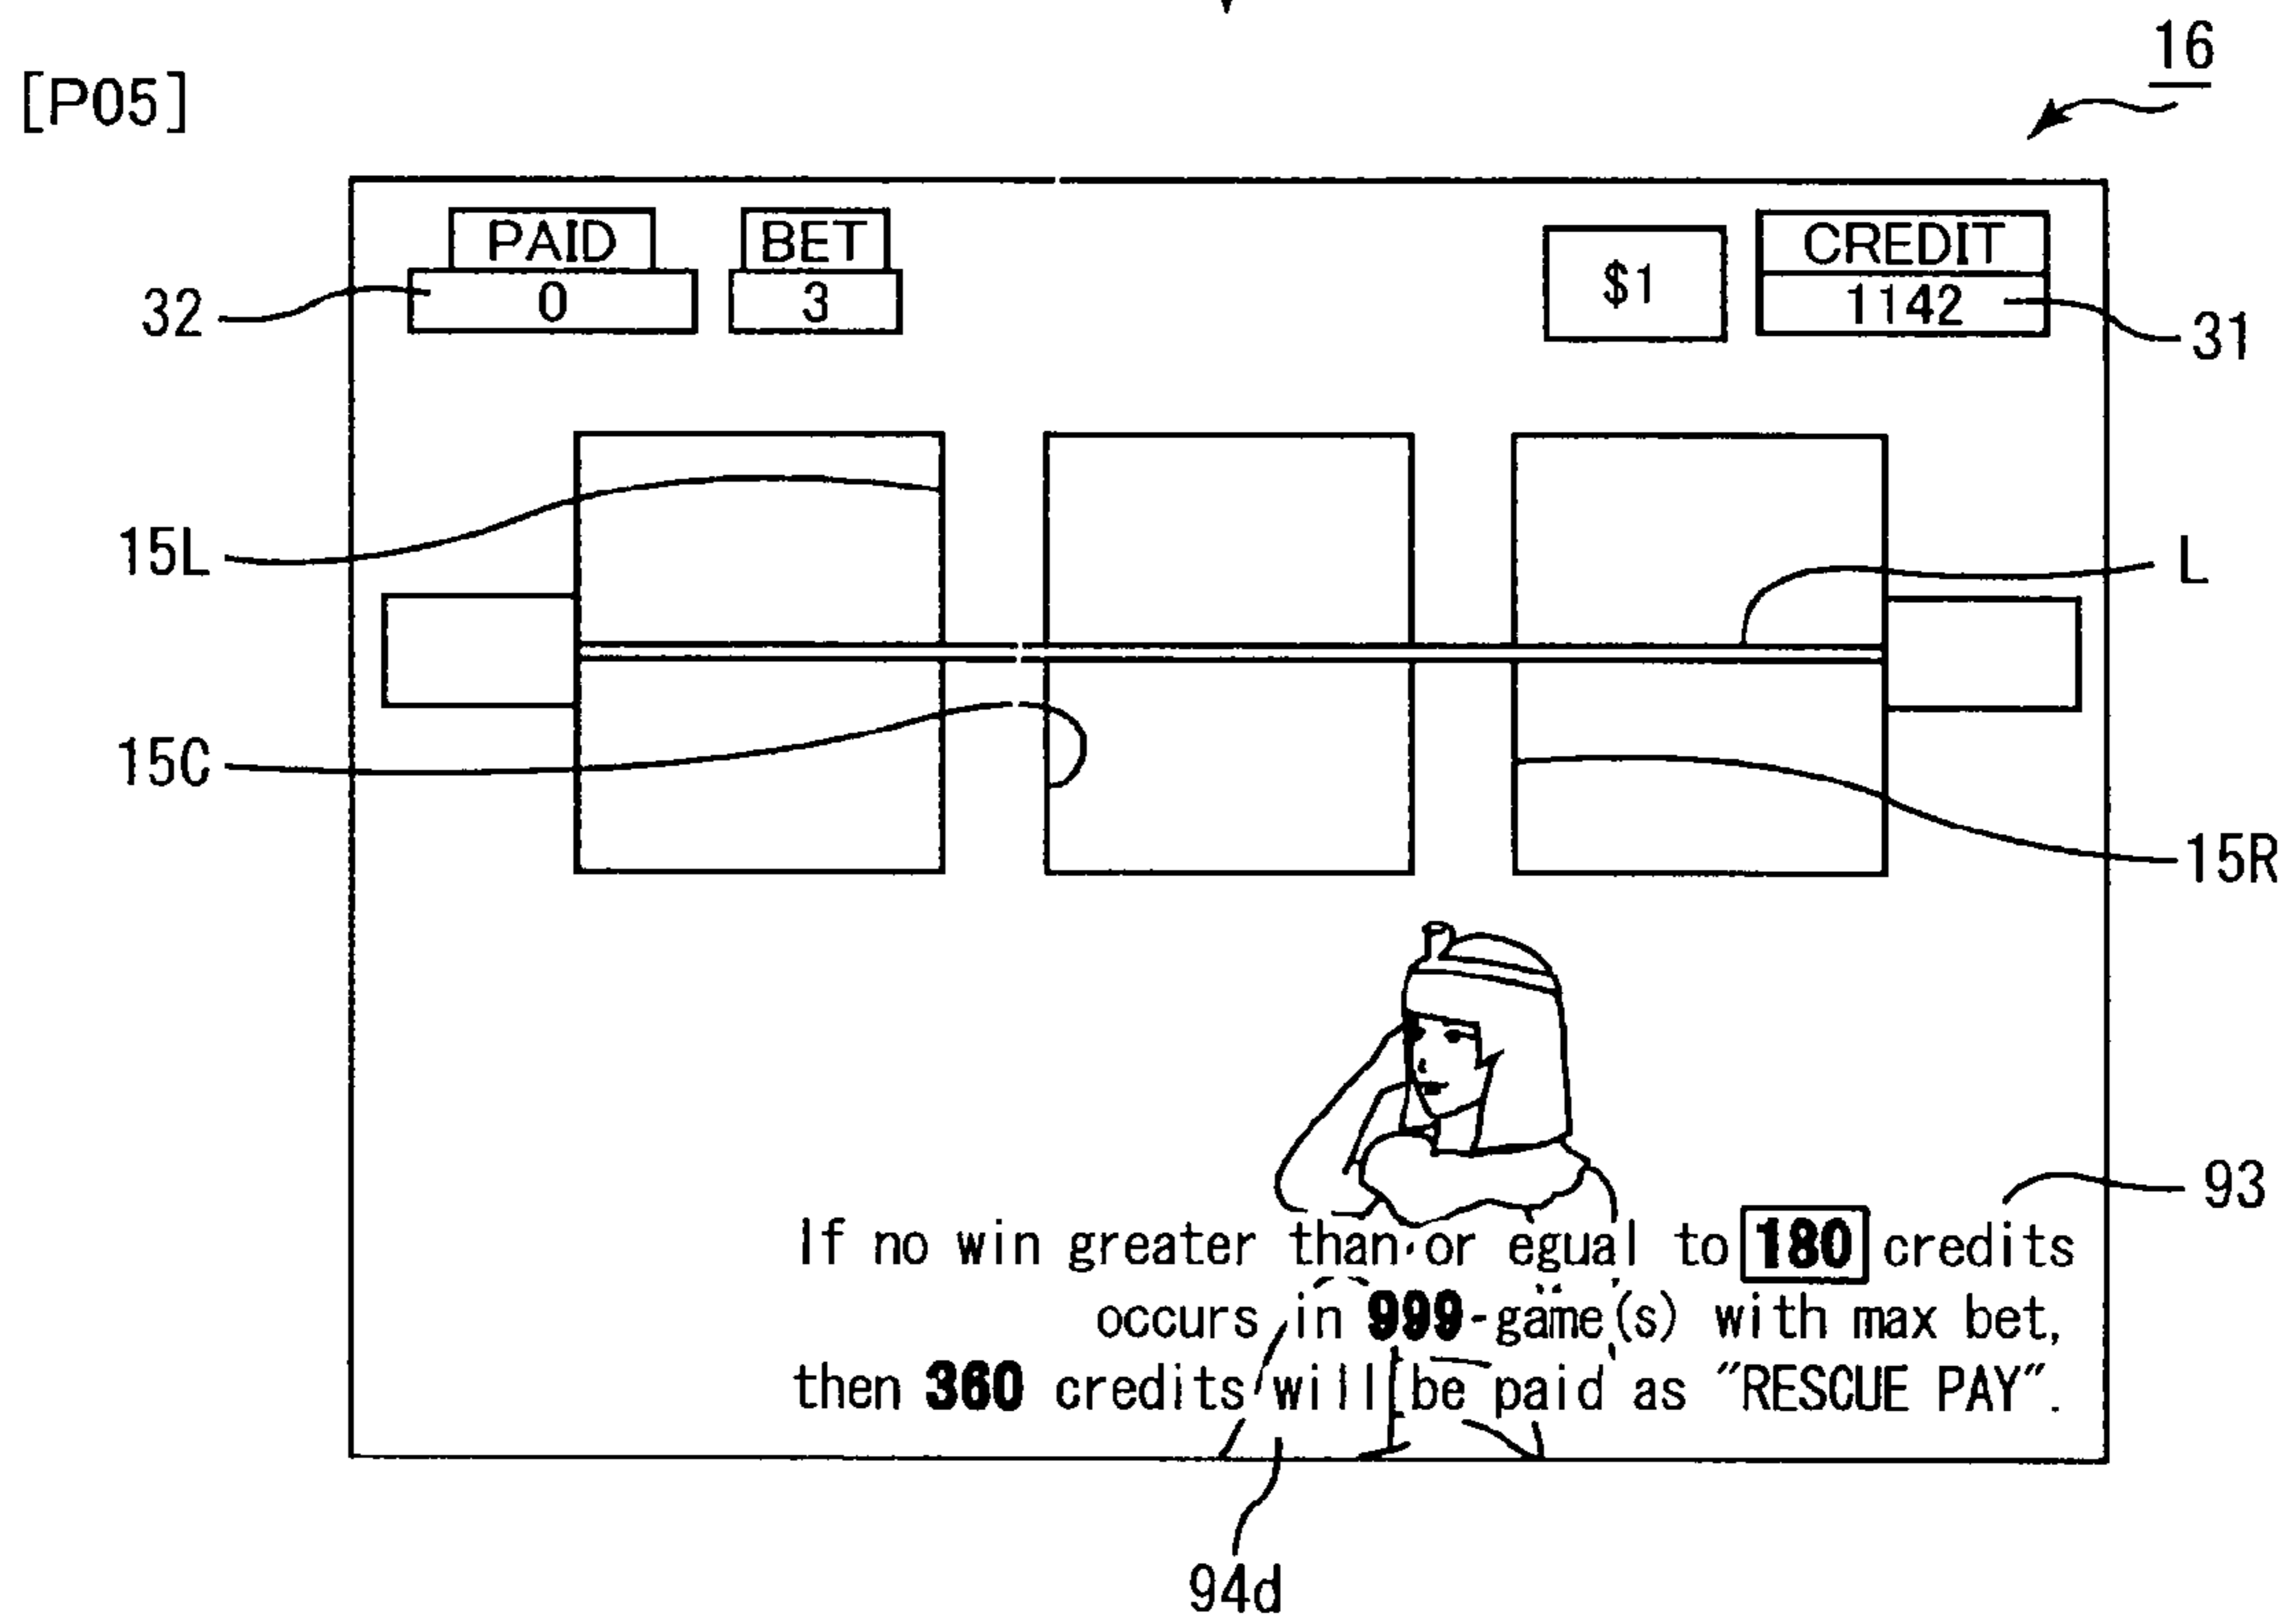 16
[P05]
PAID
BET
$1
CREDIT
32
0
3
1142
31
15L
L
15C
15R
93
If no win greater than or egual to 180 credits
occurs in 999-game(s) with max bet,
then 360 credits will be paid as "RESCUE PAY".
94d